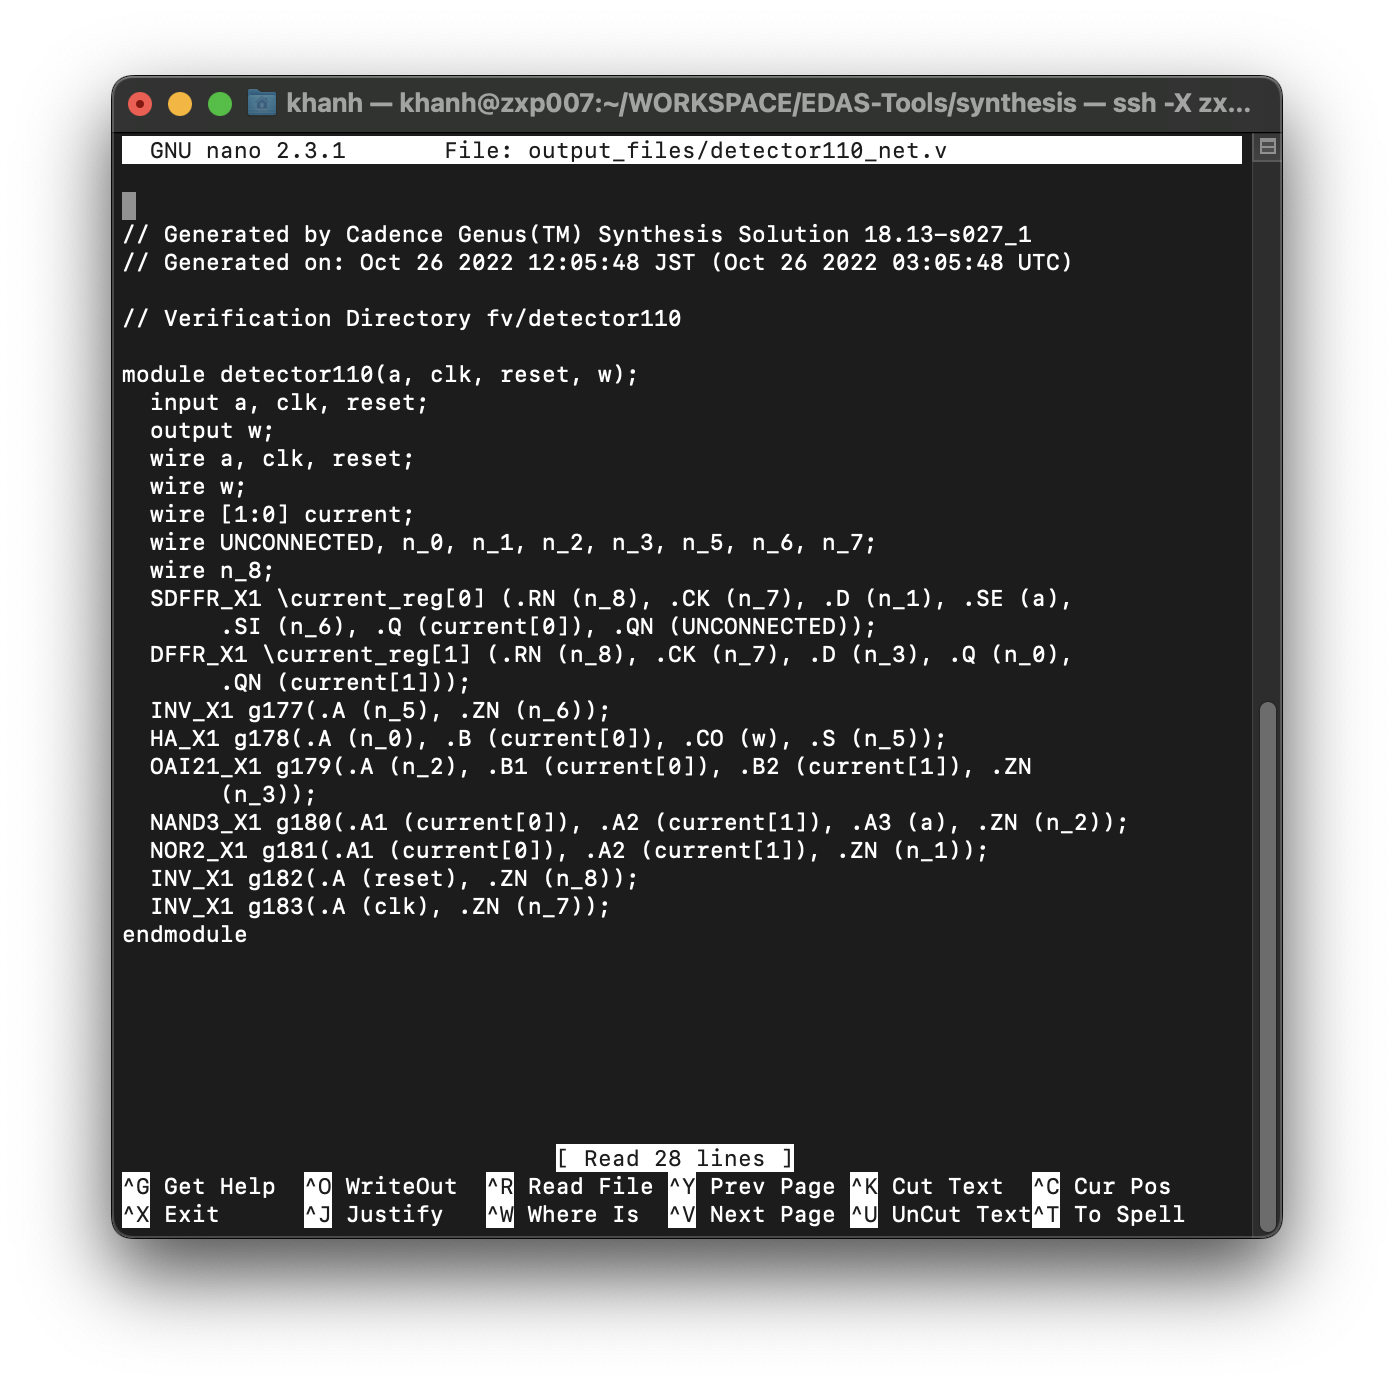 khanh — khanh@zxp007:~/WORKSPACE/EDAS-Tools/synthesis — ssh -X zx...
GNU nano 2.3.1 File: output_files/detector110_net.v
// Generated by Cadence Genus(TM) Synthesis Solution 18.13-s027_1
// Generated on: Oct 26 2022 12:05:48 JST (Oct 26 2022 03:05:48 UTC)
// Verification Directory fv/detector110
module detector110(a, clk, reset, w);
  input a, clk, reset;
  output w;
  wire a, clk, reset;
  wire w;
  wire [1:0] current;
  wire UNCONNECTED, n_0, n_1, n_2, n_3, n_5, n_6, n_7;
  wire n_8;
  SDFFR_X1 \current_reg[0] (.RN (n_8), .CK (n_7), .D (n_1), .SE (a),
       .SI (n_6), .Q (current[0]), .QN (UNCONNECTED));
  DFFR_X1 \current_reg[1] (.RN (n_8), .CK (n_7), .D (n_3), .Q (n_0),
       .QN (current[1]));
  INV_X1 g177(.A (n_5), .ZN (n_6));
  HA_X1 g178(.A (n_0), .B (current[0]), .CO (w), .S (n_5));
  OAI21_X1 g179(.A (n_2), .B1 (current[0]), .B2 (current[1]), .ZN
       (n_3));
  NAND3_X1 g180(.A1 (current[0]), .A2 (current[1]), .A3 (a), .ZN (n_2));
  NOR2_X1 g181(.A1 (current[0]), .A2 (current[1]), .ZN (n_1));
  INV_X1 g182(.A (reset), .ZN (n_8));
  INV_X1 g183(.A (clk), .ZN (n_7));
endmodule
[ Read 28 lines ]
^G Get Help ^O WriteOut ^R Read File ^Y Prev Page ^K Cut Text ^C Cur Pos
^X Exit ^J Justify ^W Where Is ^V Next Page ^U UnCut Text ^T To Spell